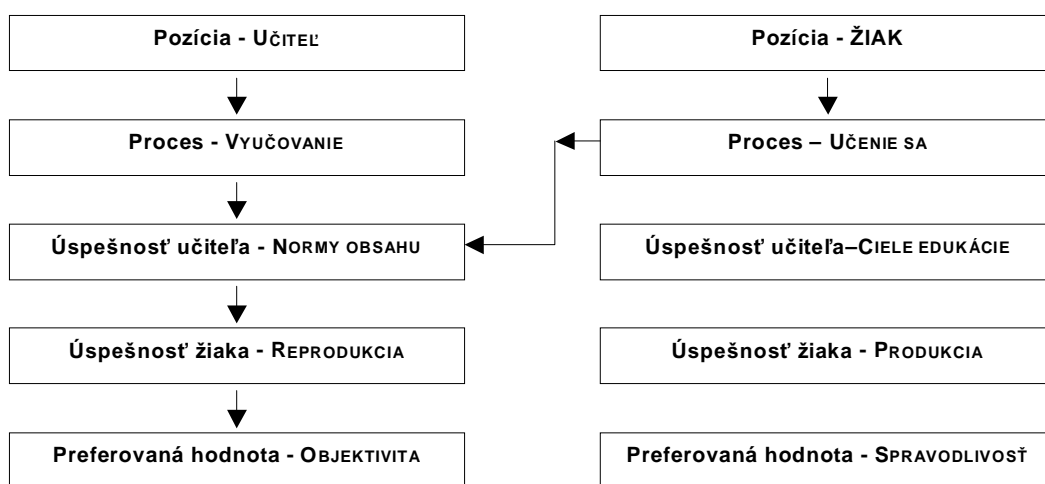 Pozícia - UČITEĽ
Pozícia - ŽIAK
Proces - VYUČOVANIE
Proces – UČENIE SA
Úspešnosť učiteľa - NORMY OBSAHU
Úspešnosť učiteľa–CIELE EDUKÁCIE
Úspešnosť žiaka - REPRODUKCIA
Úspešnosť žiaka - PRODUKCIA
Preferovaná hodnota - OBJEKTIVITA
Preferovaná hodnota - SPRAVODLIVOSŤ